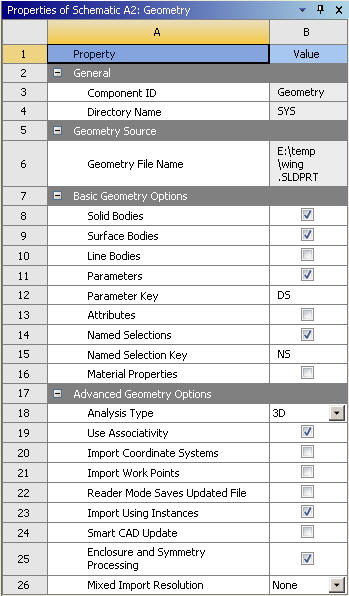 Properties of Schematic A2: Geometry
A B
1 Property Value
2 General
3 Component ID Geometry
4 Directory Name SYS
5 Geometry Source
6 Geometry File Name E:\temp
\wing
.SLDPRT
7 Basic Geometry Options
8 Solid Bodies
9 Surface Bodies
10 Line Bodies
11 Parameters
12 Parameter Key DS
13 Attributes
14 Named Selections
15 Named Selection Key NS
16 Material Properties
17 Advanced Geometry Options
18 Analysis Type 3D
19 Use Associativity
20 Import Coordinate Systems
21 Import Work Points
22 Reader Mode Saves Updated File
23 Import Using Instances
24 Smart CAD Update
25 Enclosure and Symmetry
Processing
26 Mixed Import Resolution None